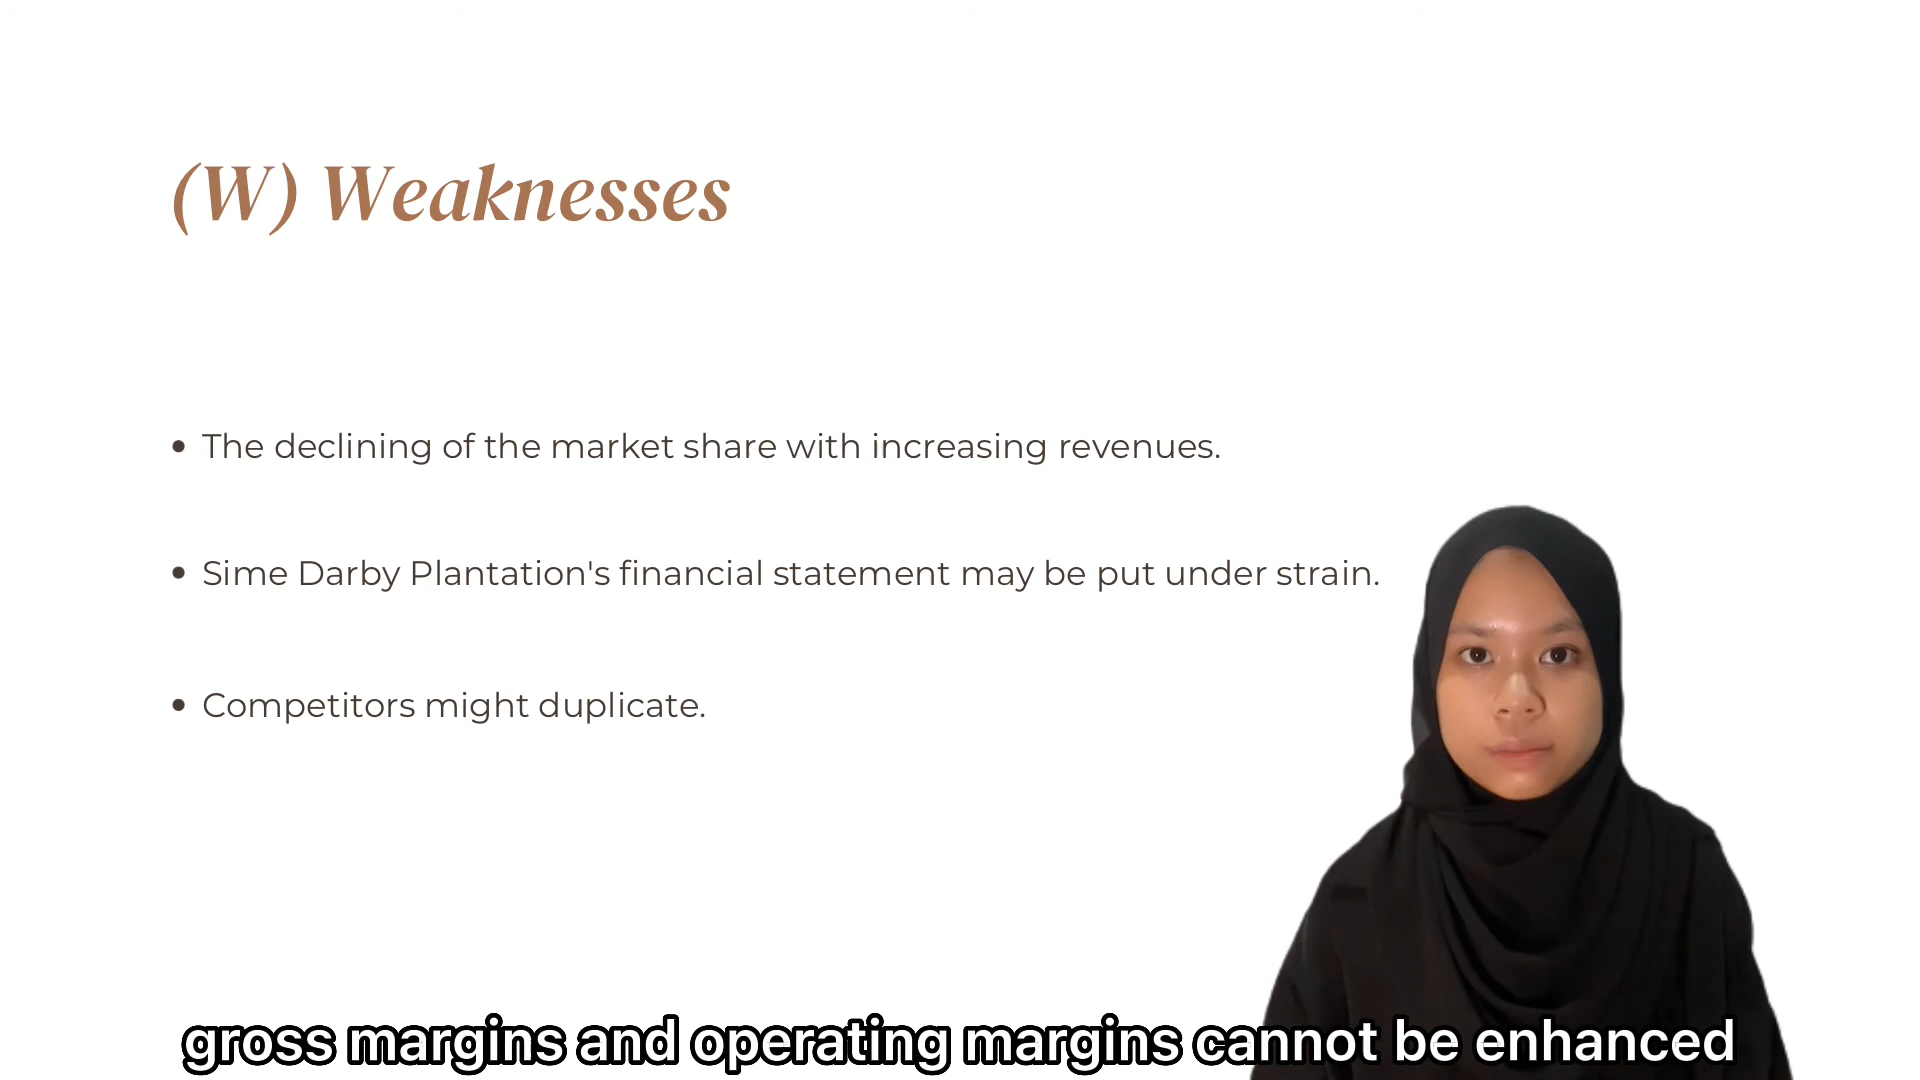 (W) Weaknesses
• The declining of the market share with increasing revenues.
• Sime Darby Plantation's financial statement may be put under strain.
• Competitors might duplicate.
gross margins and operating margins cannot be enhanced